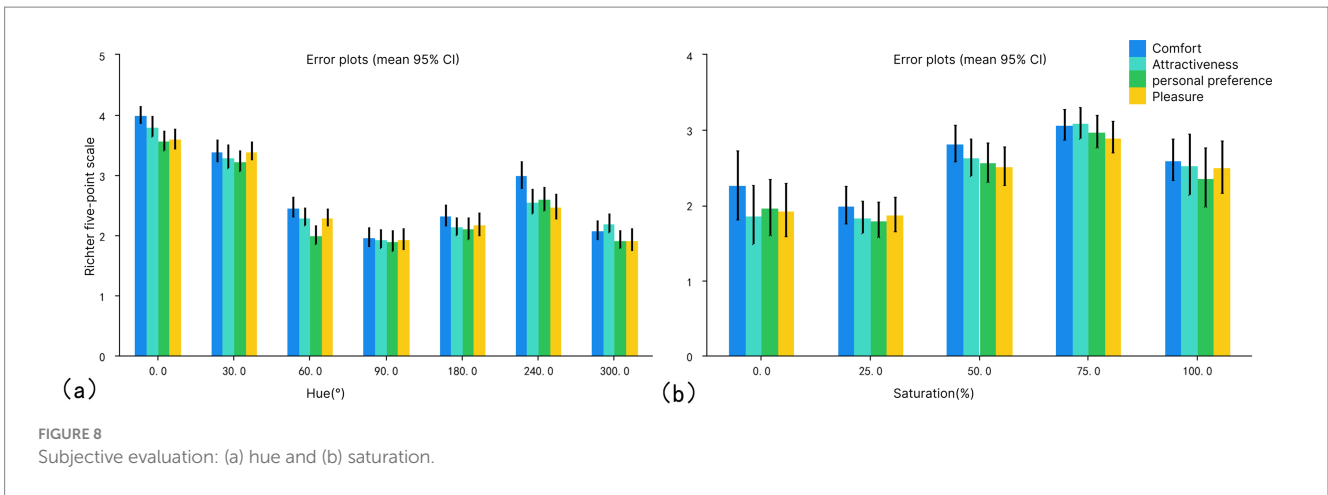 Error plots (mean 95% CI)
Richter five-point scale
5
4
3
2
1
0
0.0 30.0 60.0 90.0 180.0 240.0 300.0
Hue(°)
(a)
Error plots (mean 95% CI)
Comfort
Attractiveness
personal preference
Pleasure
4
3
2
1
0
0.0 25.0 50.0 75.0 100.0
Saturation(%)
(b)
FIGURE 8
Subjective evaluation: (a) hue and (b) saturation.